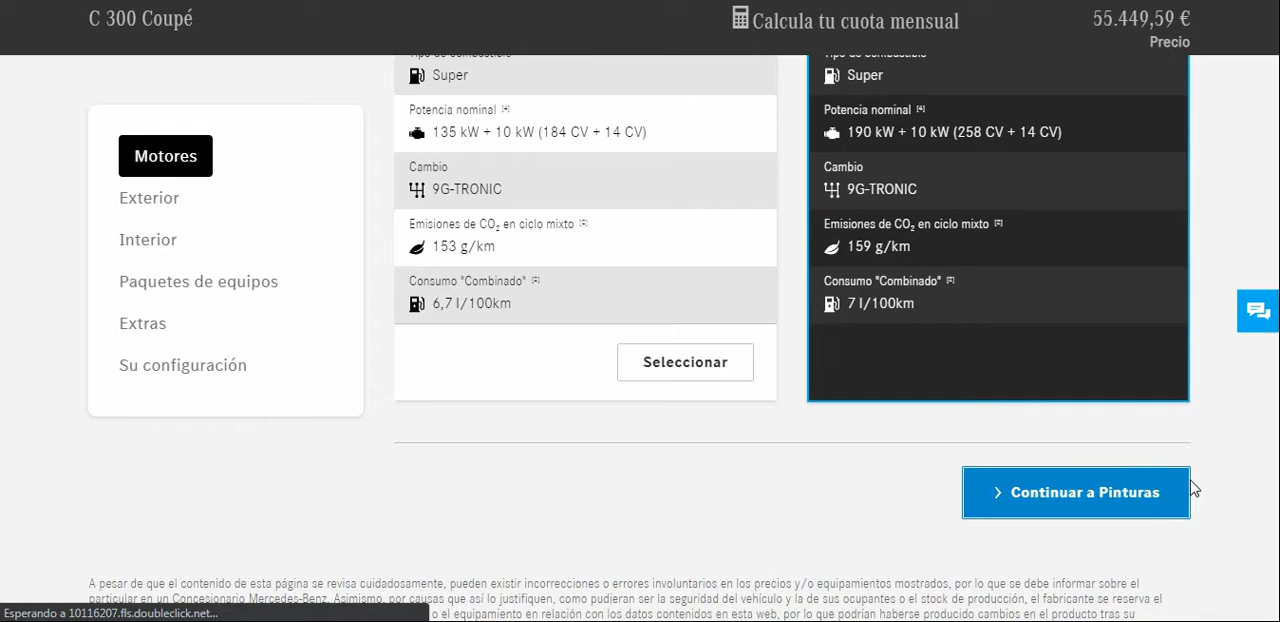 C 300 Coupé
Calcula tu cuota mensual
55.449,59 €
Precio
Motores
Exterior
Interior
Paquetes de equipos
Extras
Su configuración
Tipo de combustible
Super
Potencia nominal [4]
135 kW + 10 kW (184 CV + 14 CV)
Cambio
9G-TRONIC
Emisiones de CO₂ en ciclo mixto
153 g/km
Consumo "Combinado"
6,7 l/100km
Seleccionar
Tipo de combustible
Super
Potencia nominal [4]
190 kW + 10 kW (258 CV + 14 CV)
Cambio
9G-TRONIC
Emisiones de CO₂ en ciclo mixto
159 g/km
Consumo "Combinado"
7 l/100km
Continuar a Pinturas
A pesar de que el contenido de esta página se revisa cuidadosamente, pueden existir incorrecciones o errores involuntarios en los precios y/o equipamientos mostrados, por lo que se debe informar sobre el
particular en un Concesionario Mercedes-Benz. Asimismo, por causas que así lo justifiquen, como pudieran ser la seguridad del vehículo y la de sus ocupantes o el stock de producción, el fabricante se reserva el
o el equipamiento en relación con los datos contenidos en esta web, por lo que podrían haberse producido cambios en el producto tras su
Esperando a 10116207.fls.doubleclick.net...